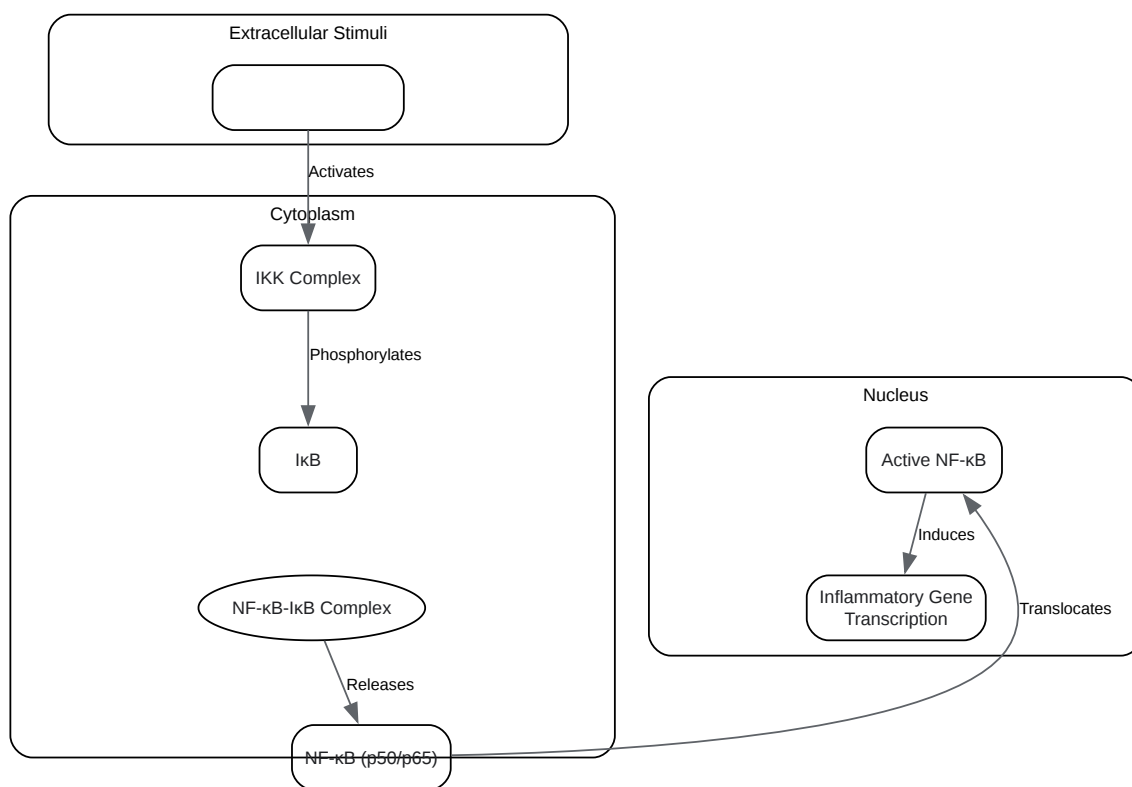 Extracellular Stimuli
Activates
Cytoplasm
IKK Complex
Phosphorylates
IκB
NF-κB-IκB Complex
Releases
NF-κB (p50/p65)
Nucleus
Active NF-κB
Induces
Inflammatory Gene
Transcription
Translocates